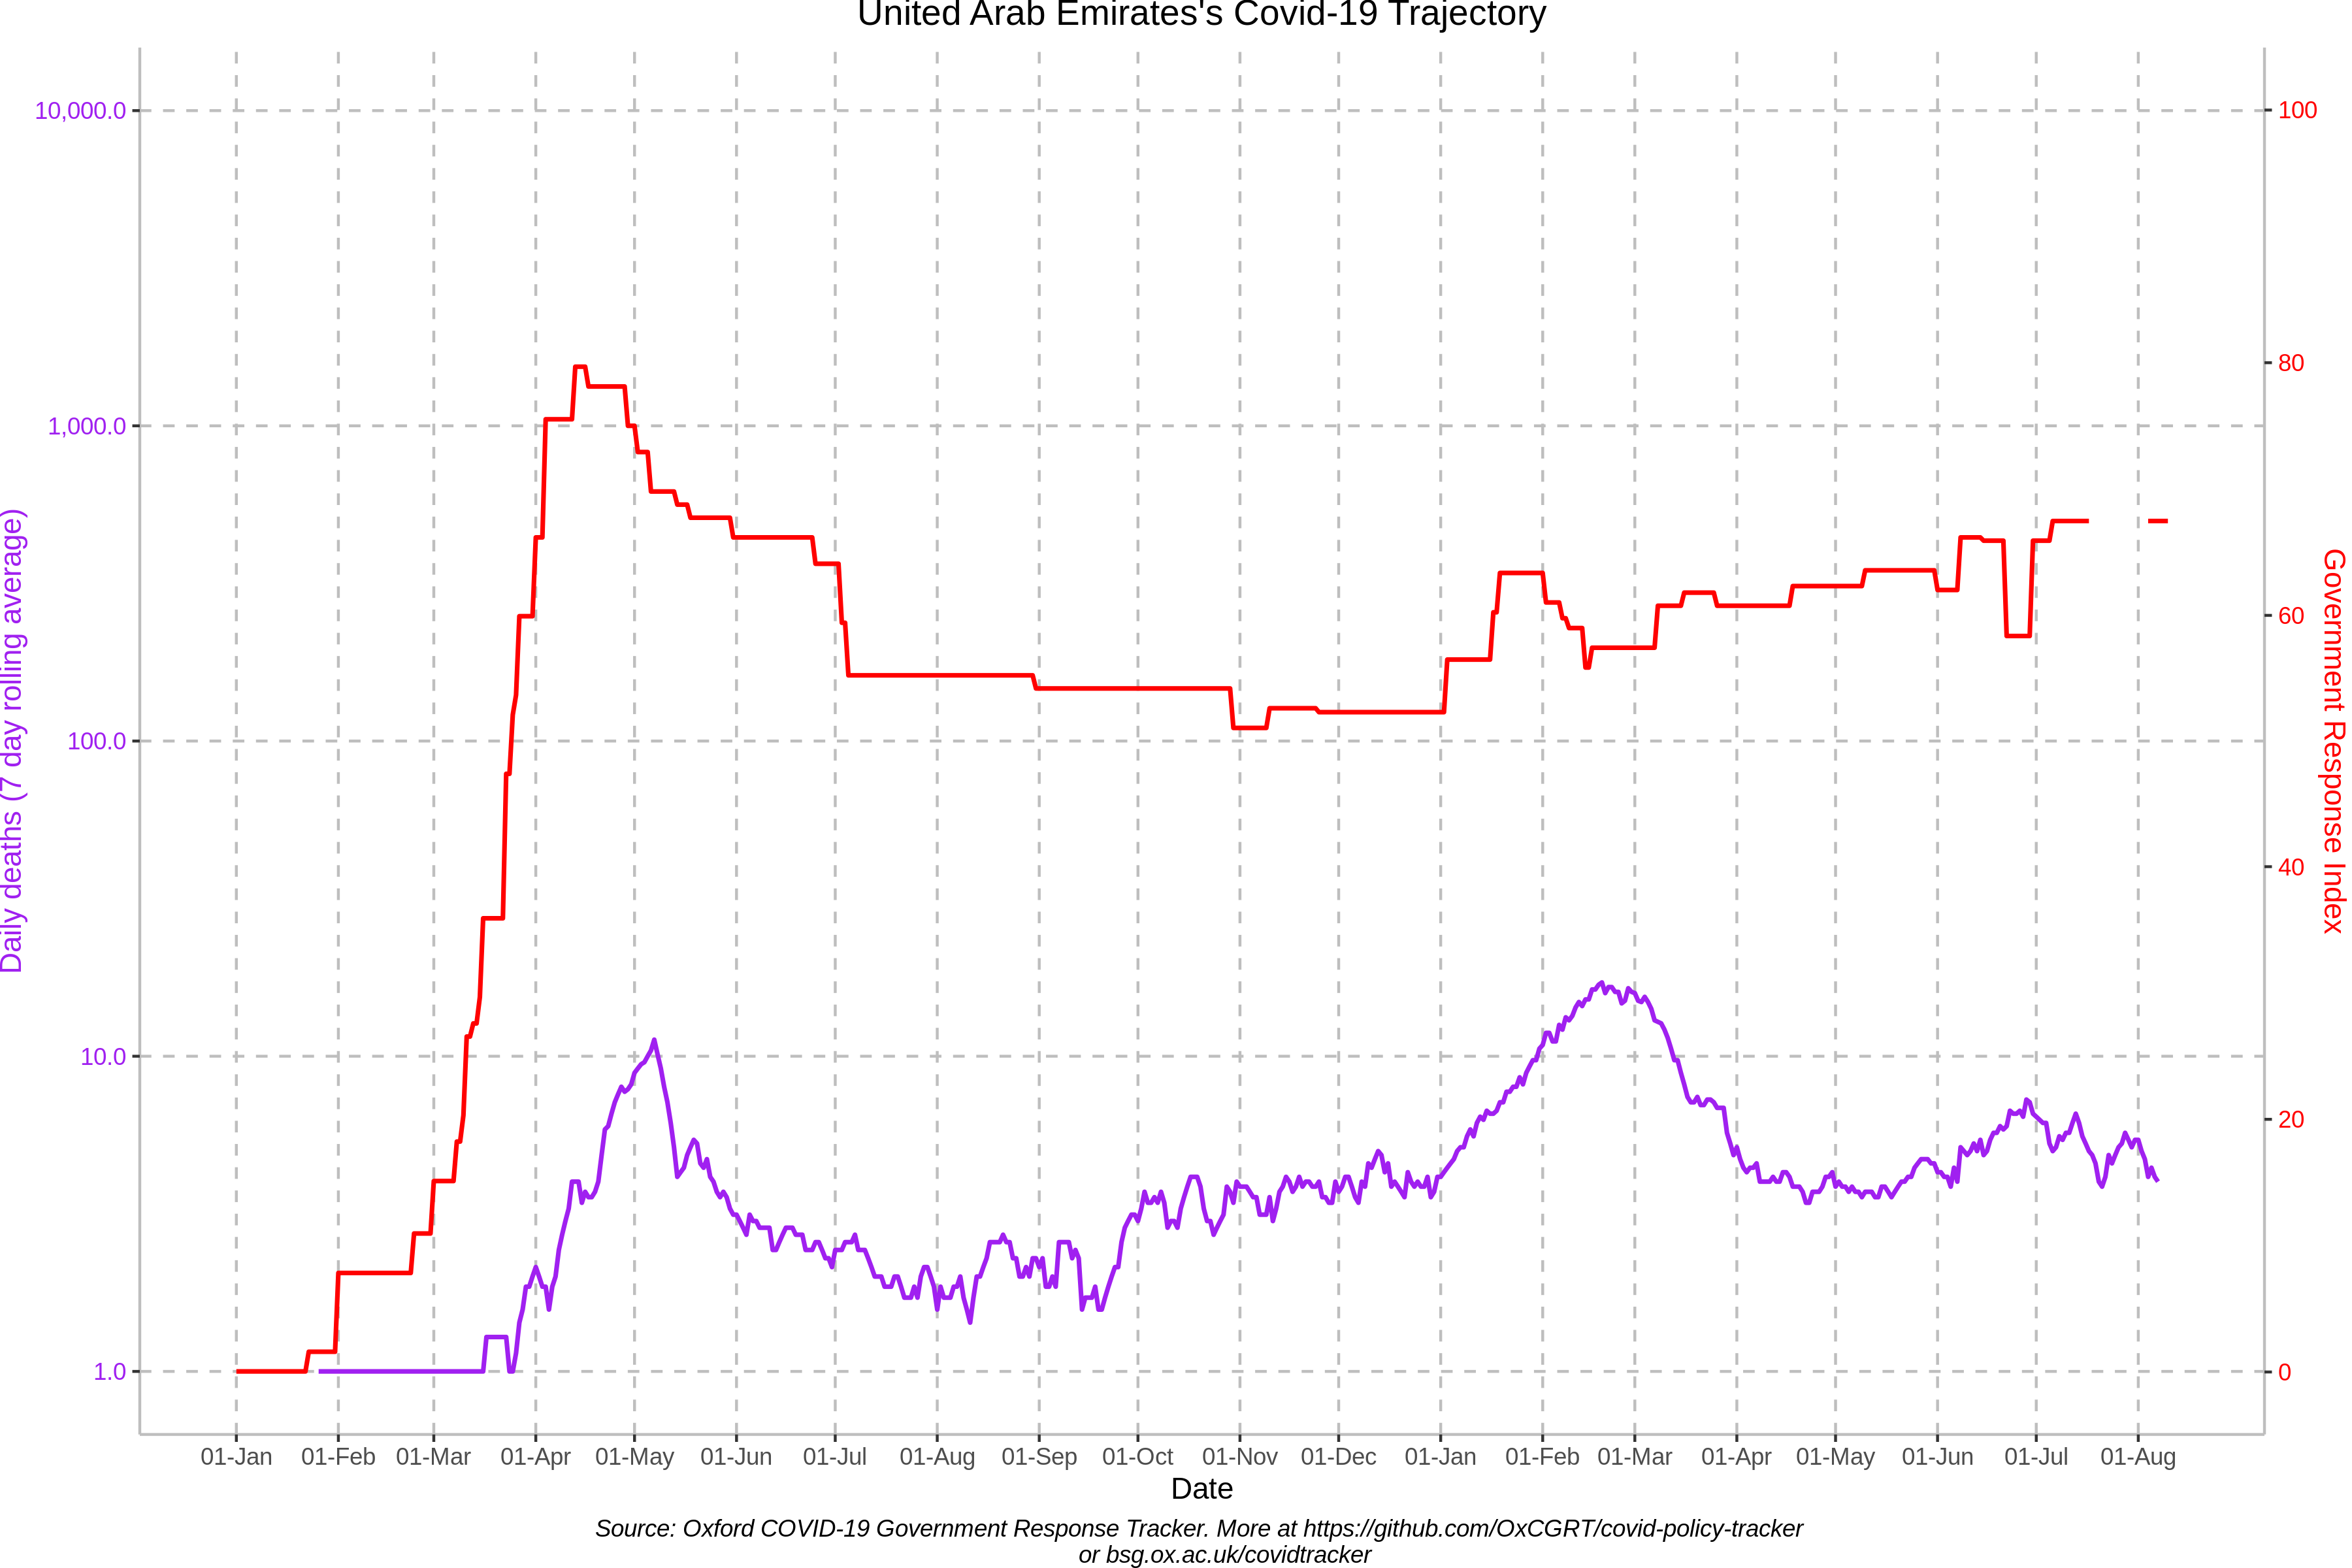 United Arab Emirates's Covid-19 Trajectory
10,000.0
1,000.0
100.0
10.0
1.0
Daily deaths (7 day rolling average)
100
80
60
40
20
0
Government Response Index
01-Jan 01-Feb 01-Mar 01-Apr 01-May 01-Jun 01-Jul 01-Aug 01-Sep 01-Oct 01-Nov 01-Dec 01-Jan 01-Feb 01-Mar 01-Apr 01-May 01-Jun 01-Jul 01-Aug
Date
Source: Oxford COVID-19 Government Response Tracker. More at https://github.com/OxCGRT/covid-policy-tracker
or bsg.ox.ac.uk/covidtracker